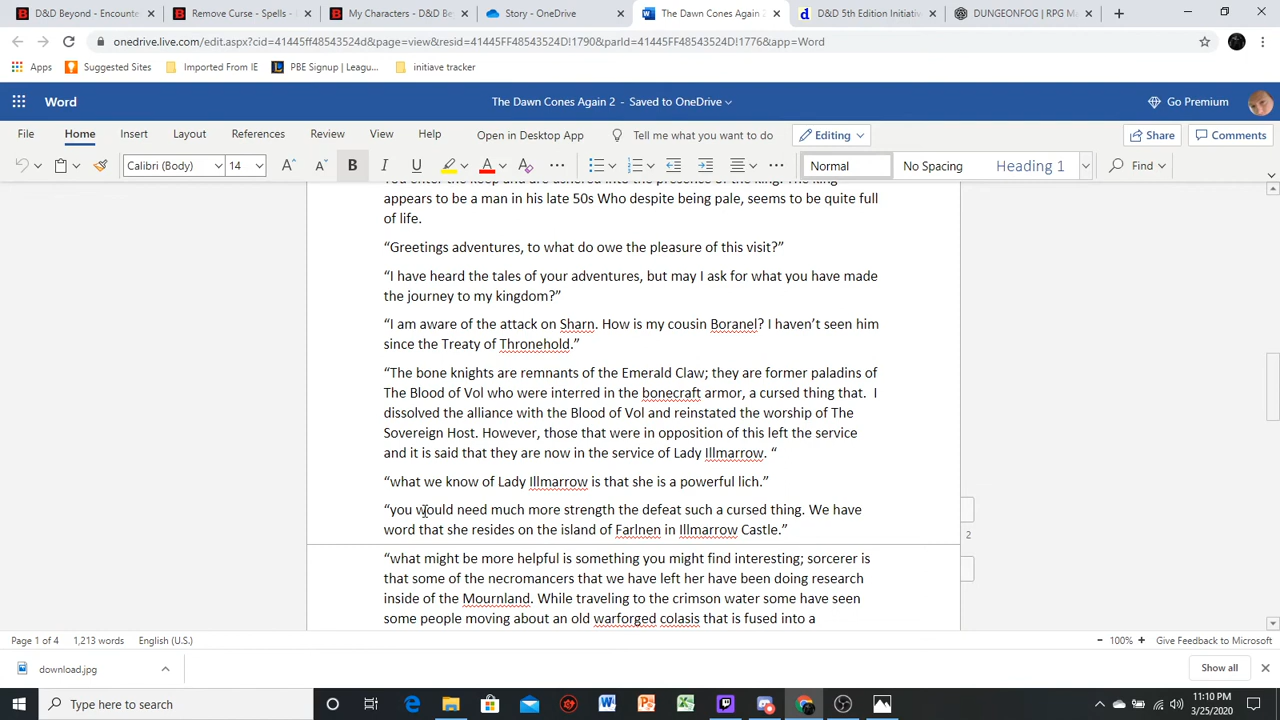 D&D Beyond - Encounte
Remove Curse - Spells -
My Characters - D&D Be
Story - OneDrive
The Dawn Cones Again 2
D&D 5th Edition Initiativ
DUNGEONFOG | RPG M
onedrive.live.com/edit.aspx?cid=41445ff48543524d&page=view&resid=41445FF48543524D!1790&parId=41445FF48543524D!1776&app=Word
Apps
Suggested Sites
Imported From IE
PBE Signup | Leagu...
initiave tracker
Word
The Dawn Cones Again 2 - Saved to OneDrive
Go Premium
File Home Insert Layout References Review View Help Open in Desktop App Tell me what you want to do Editing Share Comments
Calibri (Body) 14 B I U A Normal No Spacing Heading 1 Find
You enter the keep and are ushered into the presence of the king. The king
appears to be a man in his late 50s Who despite being pale, seems to be quite full
of life.
“Greetings adventures, to what do owe the pleasure of this visit?”
“I have heard the tales of your adventures, but may I ask for what you have made
the journey to my kingdom?”
“I am aware of the attack on Sharn. How is my cousin Boranel? I haven’t seen him
since the Treaty of Thronehold.”
“The bone knights are remnants of the Emerald Claw; they are former paladins of
The Blood of Vol who were interred in the bonecraft armor, a cursed thing that.  I
dissolved the alliance with the Blood of Vol and reinstated the worship of The
Sovereign Host. However, those that were in opposition of this left the service
and it is said that they are now in the service of Lady Illmarrow. “
“what we know of Lady Illmarrow is that she is a powerful lich.”
“you would need much more strength the defeat such a cursed thing. We have
word that she resides on the island of Farlnen in Illmarrow Castle.”
2
“what might be more helpful is something you might find interesting; sorcerer is
that some of the necromancers that we have left her have been doing research
inside of the Mournland. While traveling to the crimson water some have seen
some people moving about an old warforged colasis that is fused into a
Page 1 of 4 1,213 words English (U.S.) 100% Give Feedback to Microsoft
download.jpg
Show all
Type here to search
11:10 PM
3/25/2020